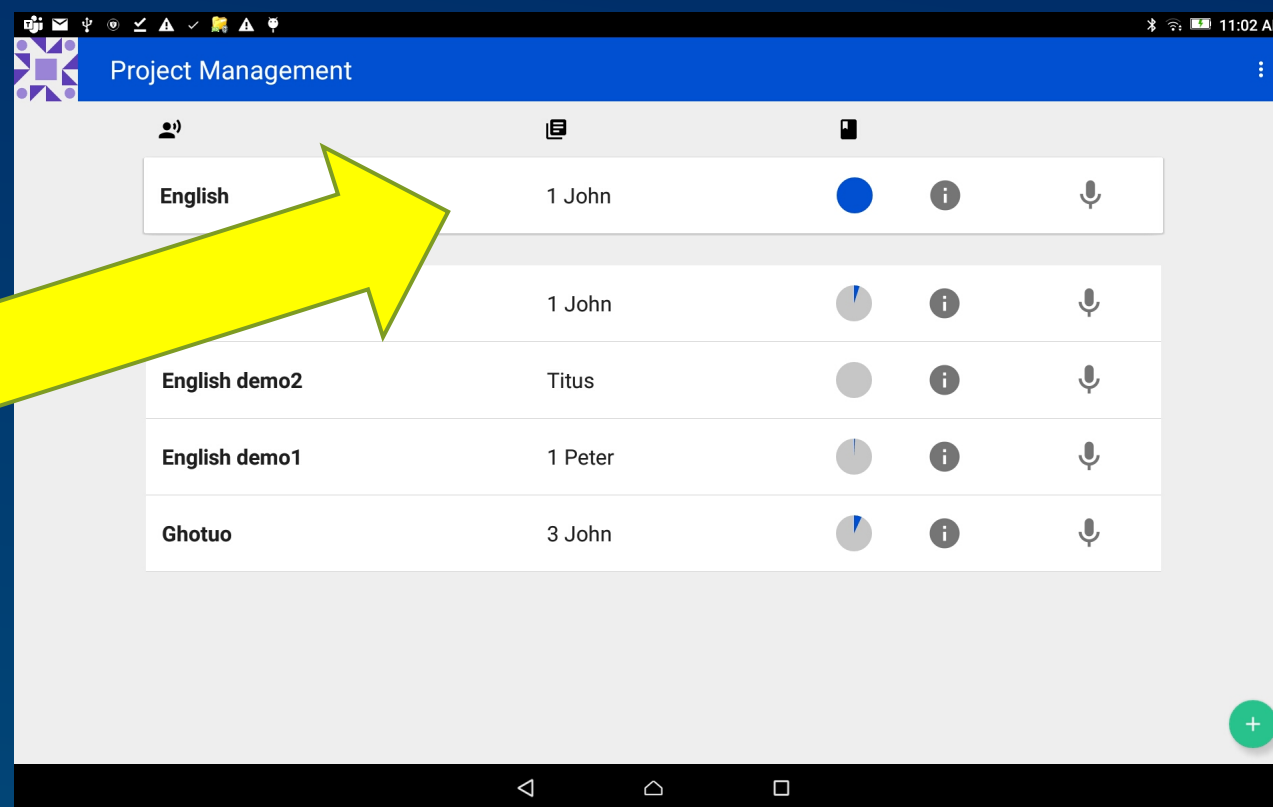 11:02 A
Project Management
English 1 John
1 John
English demo2 Titus
English demo1 1 Peter
Ghotuo 3 John